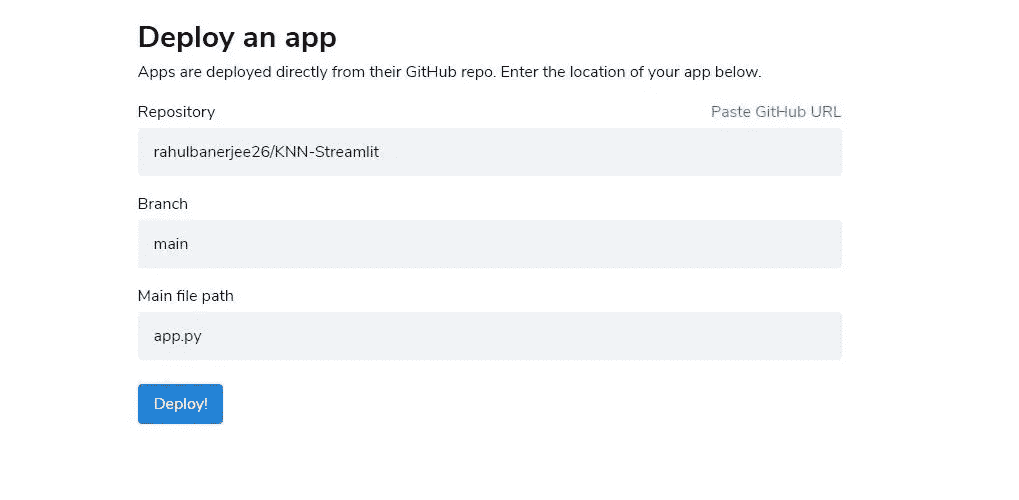 Deploy an app
Apps are deployed directly from their GitHub repo. Enter the location of your app below.
Repository Paste GitHub URL
rahulbanerjee26/KNN-Streamlit
Branch
main
Main file path
app.py
Deploy!